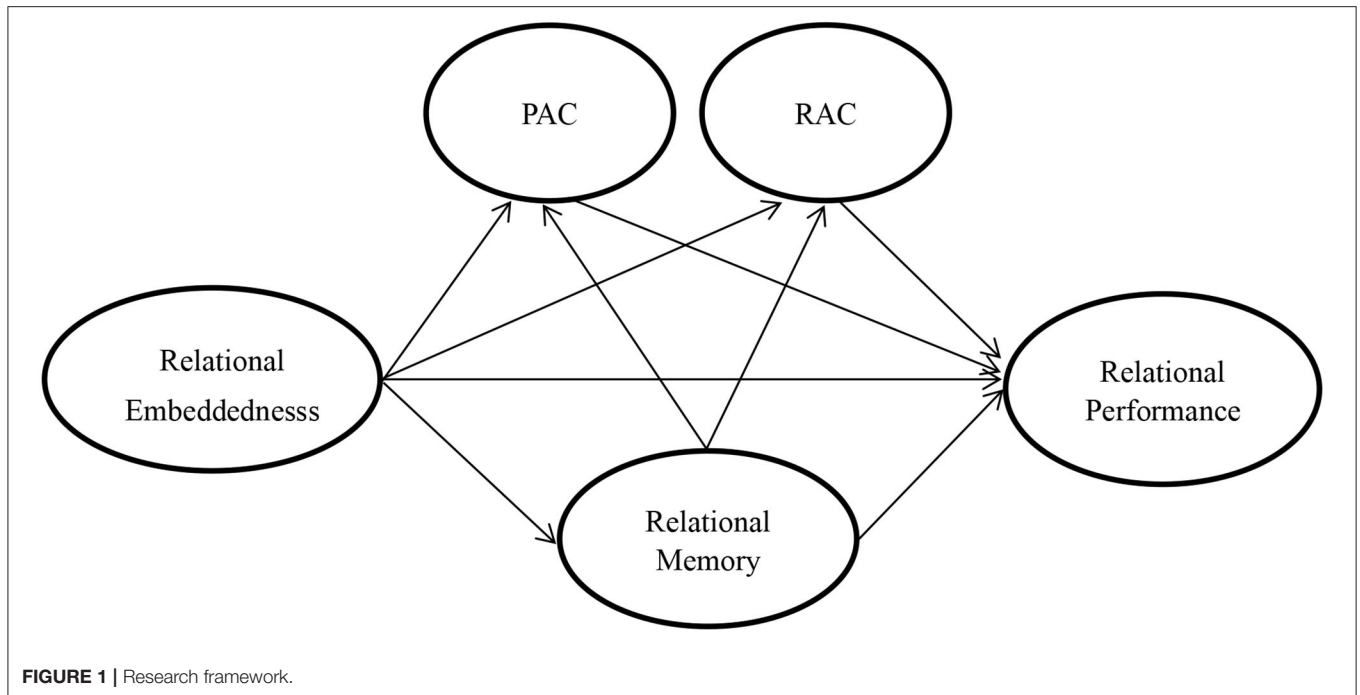 PAC
RAC
Relational
Embeddednesss
Relational
Performance
Relational
Memory
FIGURE 1 | Research framework.